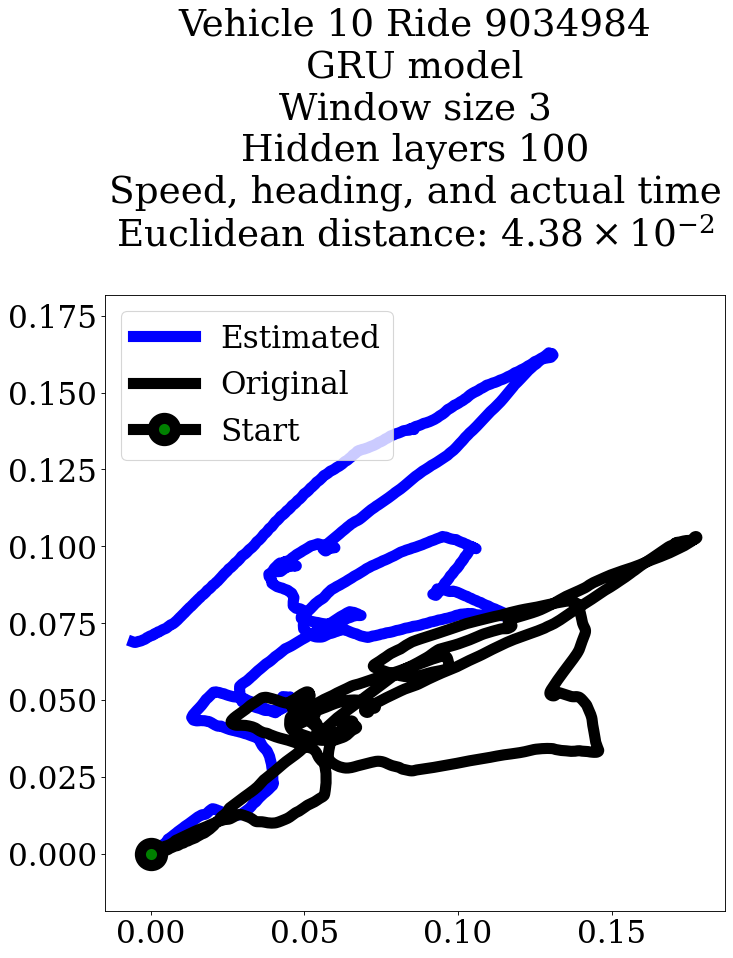 Vehicle 10 Ride 9034984
GRU model
Window size 3
Hidden layers 100
Speed, heading, and actual time
Euclidean distance: 4.38 × 10⁻²
0.175
0.150
0.125
0.100
0.075
0.050
0.025
0.000
Estimated
Original
Start
0.00 0.05 0.10 0.15